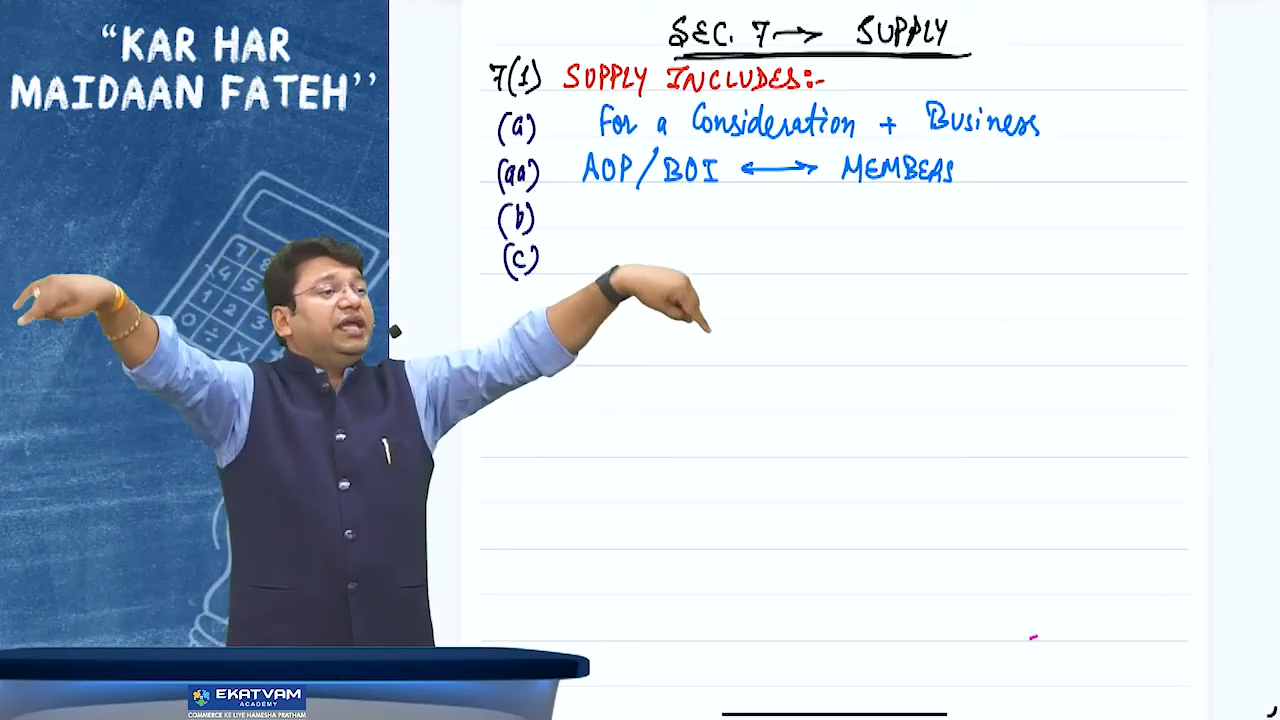 “KAR HAR
MAIDAAN FATEH’’
SEC. 7 → SUPPLY
7(1) SUPPLY INCLUDES:-
(a) For a Consideration + Business
(aa) AOP/BOI ↔ MEMBERS
(b)
(c)
EKATVAM
ACADEMY
COMMERCE KE LIYE HAMESHA PRATHAM